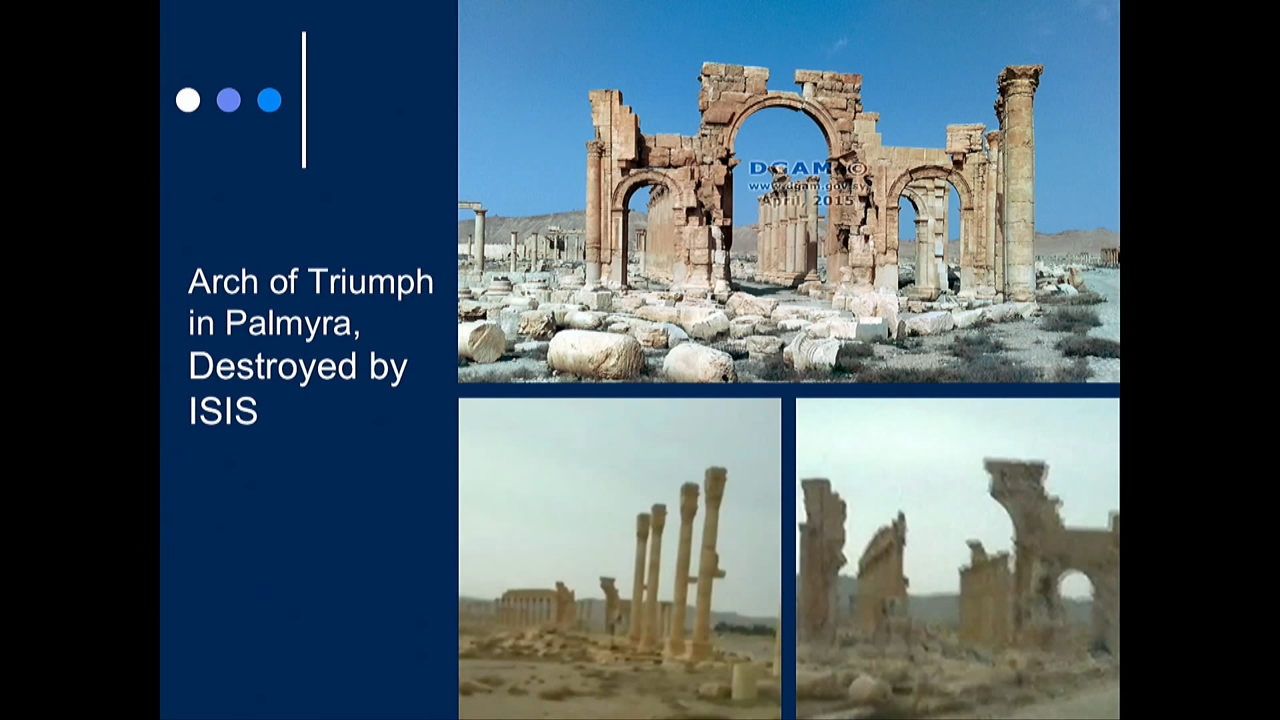 Arch of Triumph
in Palmyra,
Destroyed by
ISIS
DGAM ©
www.dgam.gov.sy
April, 2015